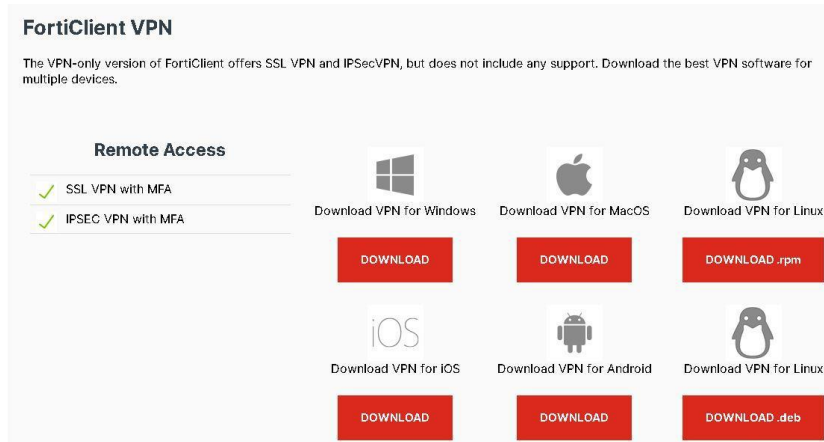 FortiClient VPN
The VPN-only version of FortiClient offers SSL VPN and IPSecVPN, but does not include any support. Download the best VPN software for
multiple devices.
Remote Access
SSL VPN with MFA
IPSEC VPN with MFA
Download VPN for Windows
DOWNLOAD
Download VPN for MacOS
DOWNLOAD
Download VPN for Linux
DOWNLOAD .rpm
iOS
Download VPN for iOS
DOWNLOAD
Download VPN for Android
DOWNLOAD
Download VPN for Linux
DOWNLOAD .deb